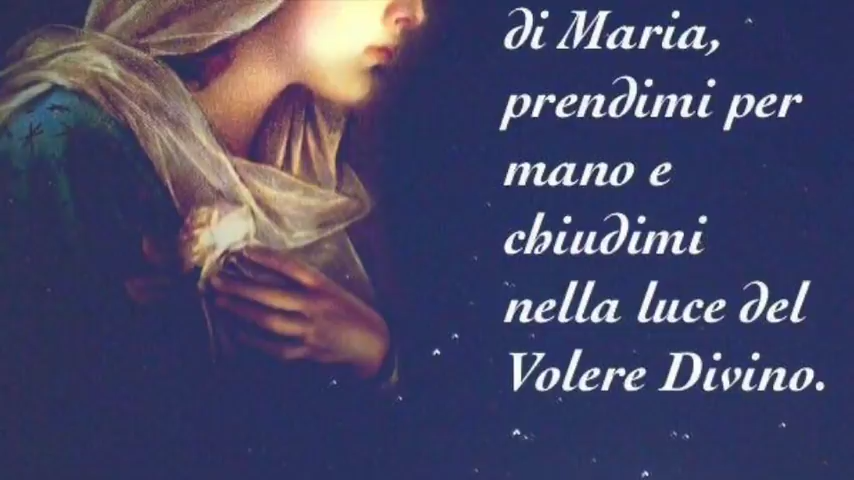 di Maria,
prendimi per
mano e
chiudimi
nella luce del
Volere Divino.